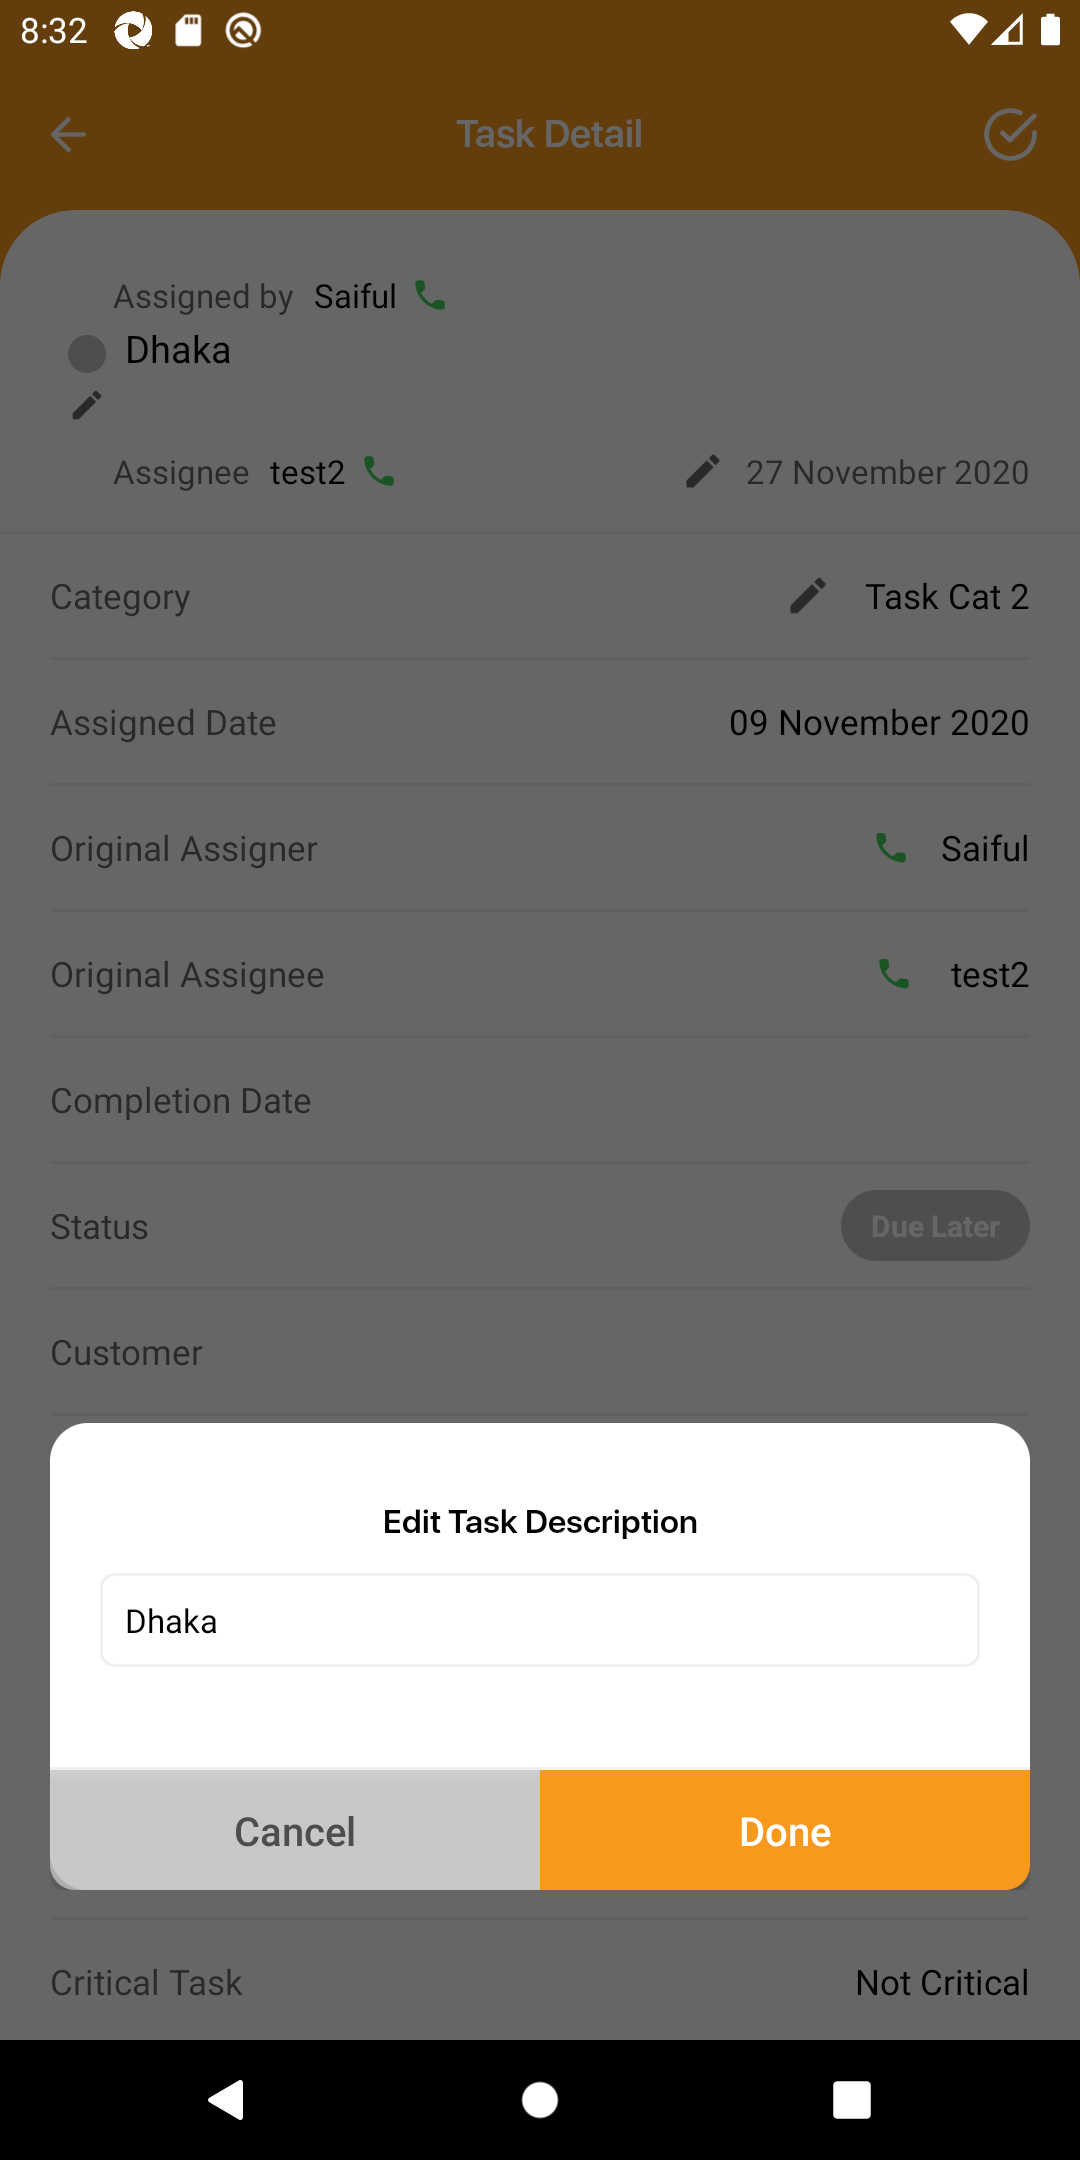 8:32
Task Detail
Assigned by Saiful
Dhaka
Assignee test2 27 November 2020
Category Task Cat 2
Assigned Date 09 November 2020
Original Assigner Saiful
Original Assignee test2
Completion Date
Status Due Later
Customer
Edit Task Description
Dhaka
Cancel Done
Critical Task Not Critical